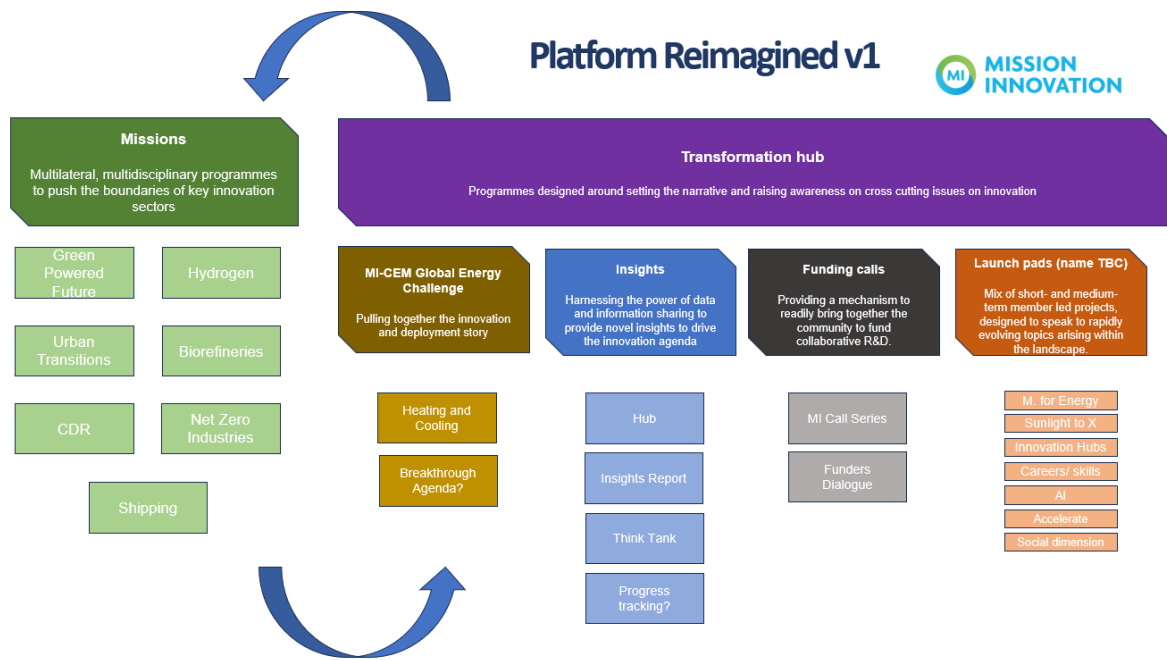 Platform Reimagined v1
MI
MISSION
INNOVATION
Missions
Multilateral, multidisciplinary programmes
to push the boundaries of key innovation
sectors
Transformation hub
Programmes designed around setting the narrative and raising awareness on cross cutting issues on innovation
Green
Powered
Future
Hydrogen
Urban
Transitions
Biorefineries
CDR
Net Zero
Industries
Shipping
MI-CEM Global Energy
Challenge
Pulling together the innovation
and deployment story
Heating and
Cooling
Breakthrough
Agenda?
Insights
Harnessing the power of data
and information sharing to
provide novel insights to drive
the innovation agenda
Hub
Insights Report
Think Tank
Progress
tracking?
Funding calls
Providing a mechanism to
readily bring together the
community to fund
collaborative R&D.
MI Call Series
Funders
Dialogue
Launch pads (name TBC)
Mix of short- and medium-
term member led projects,
designed to speak to rapidly
evolving topics arising within
the landscape.
M. for Energy
Sunlight to X
Innovation Hubs
Careers/ skills
AI
Accelerate
Social dimension